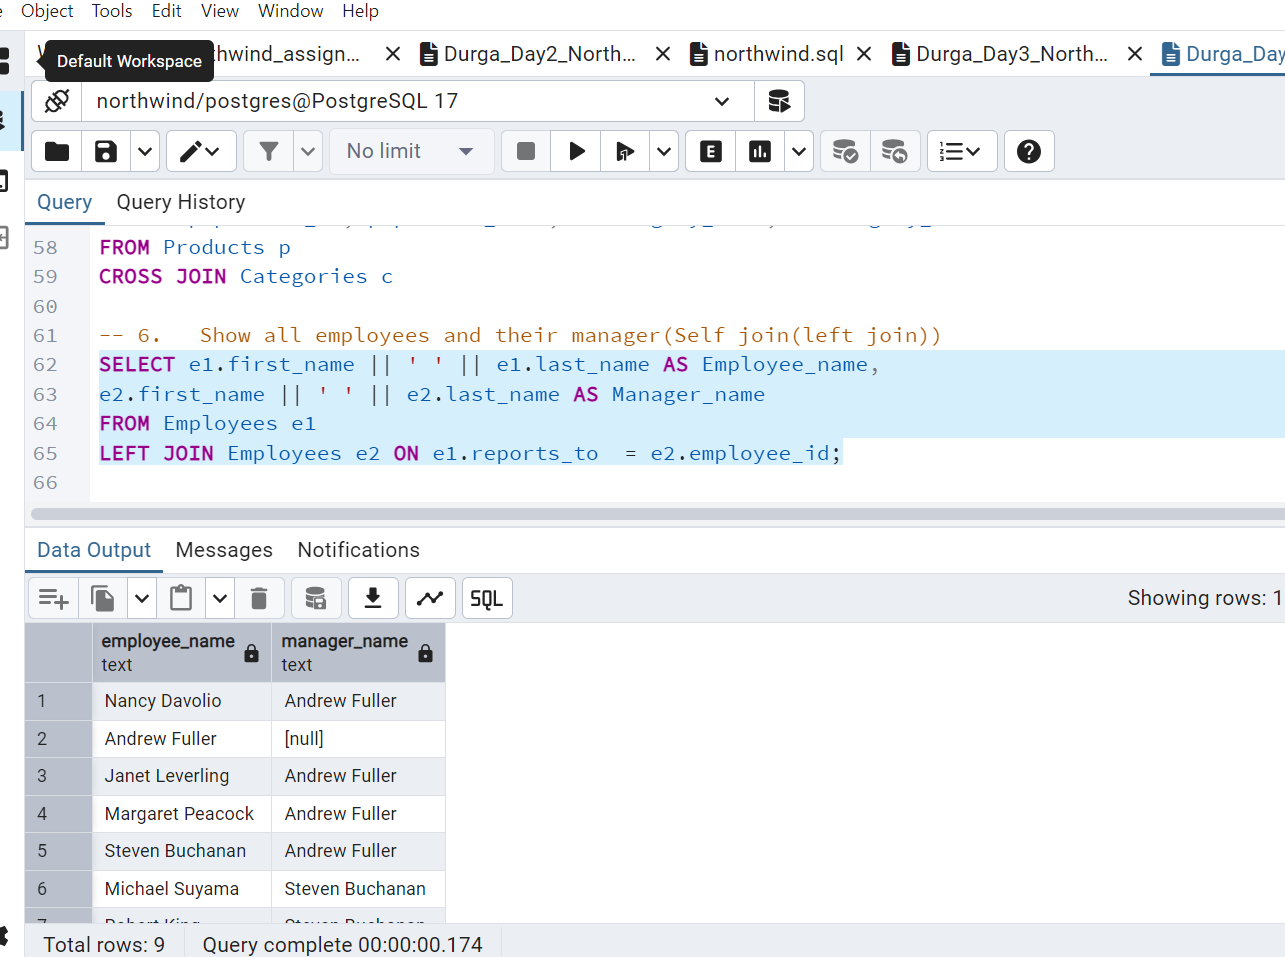 Object Tools Edit View Window Help
Default Workspace
hwind_assign...
Durga_Day2_North...
northwind.sql
Durga_Day3_North...
Durga_Day
northwind/postgres@PostgreSQL 17
No limit
E
Query Query History
58 FROM Products p
59 CROSS JOIN Categories c
60
61 -- 6.   Show all employees and their manager(Self join(left join))
62 SELECT e1.first_name || ' ' || e1.last_name AS Employee_name,
63 e2.first_name || ' ' || e2.last_name AS Manager_name
64 FROM Employees e1
65 LEFT JOIN Employees e2 ON e1.reports_to  = e2.employee_id;
66
Data Output Messages Notifications
SQL
Showing rows: 1
employee_name manager_name
text text
1 Nancy Davolio Andrew Fuller
2 Andrew Fuller [null]
3 Janet Leverling Andrew Fuller
4 Margaret Peacock Andrew Fuller
5 Steven Buchanan Andrew Fuller
6 Michael Suyama Steven Buchanan
7 Robert King Steven Buchanan
Total rows: 9 Query complete 00:00:00.174